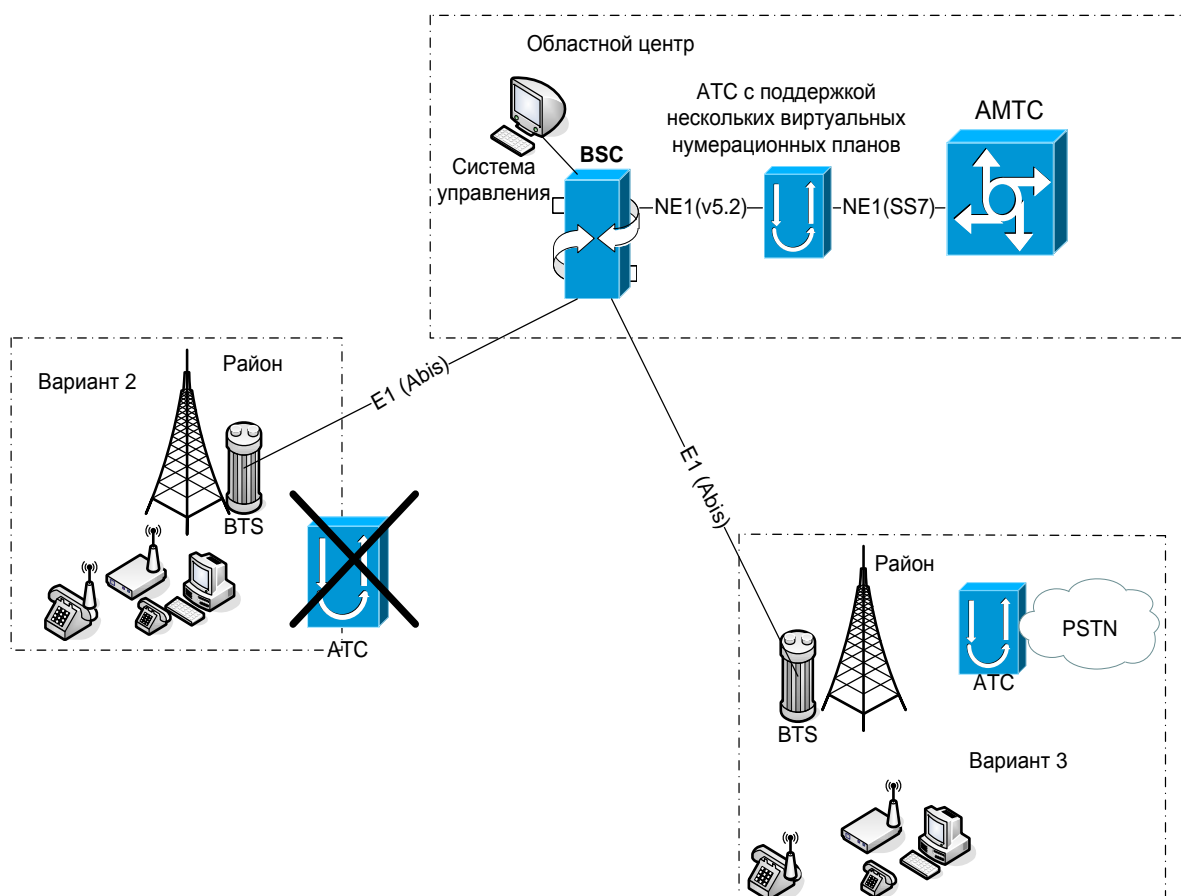 Областной центр
АТС с поддержкой
нескольких виртуальных
нумерационных планов
АМТС
Система
управления
BSC
NE1(v5.2)
NE1(SS7)
E1 (Abis)
E1 (Abis)
Вариант 2
Район
BTS
АТС
Район
PSTN
АТС
BTS
Вариант 3